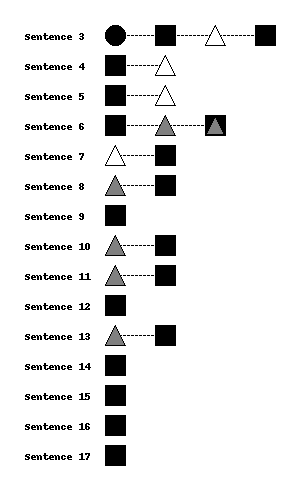 Sentence 3
Sentence 4
Sentence 5
Sentence 6
Sentence 7
Sentence 8
Sentence 9
Sentence 10
Sentence 11
Sentence 12
Sentence 13
Sentence 14
Sentence 15
Sentence 16
Sentence 17